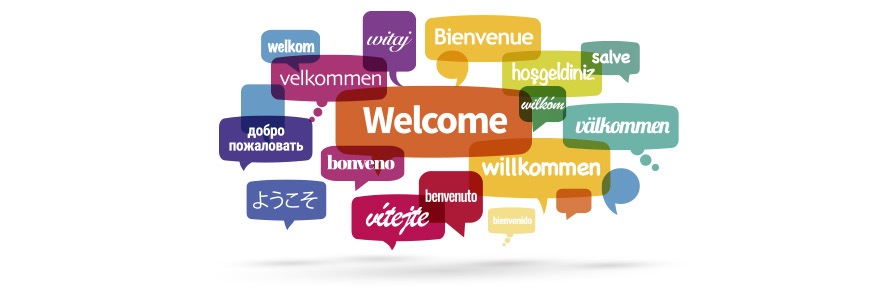 witaj
Bienvenue
welkom
salve
velkommen
hoşgeldiniz
wilkóm
Welcome
välkommen
добро
пожаловать
bonveno
willkommen
ようこそ
benvenuto
vítejte
bienvenido